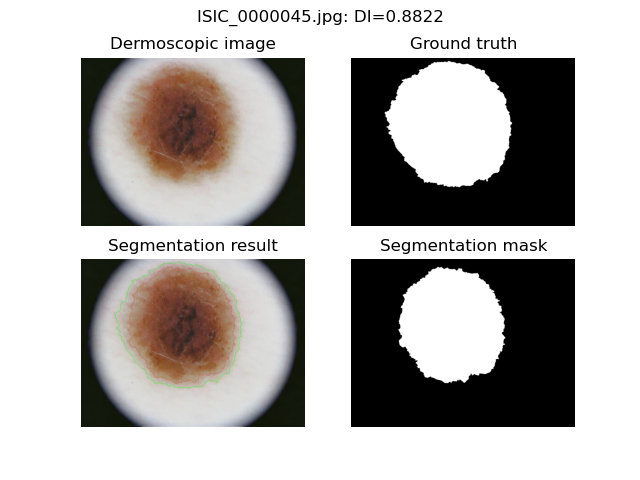 ISIC_0000045.jpg: DI=0.8822
Dermoscopic image
Ground truth
Segmentation result
Segmentation mask